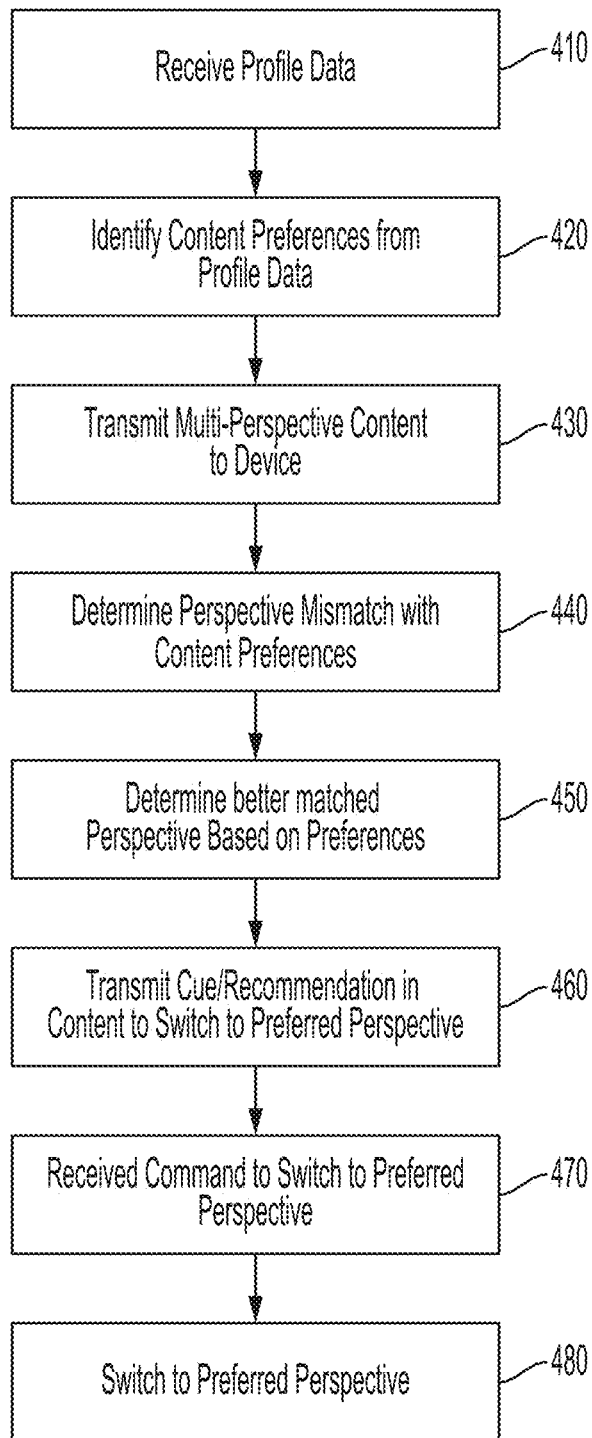 Receive Profile Data
410
Identify Content Preferences from
Profile Data
420
Transmit Multi-Perspective Content
to Device
430
Determine Perspective Mismatch with
Content Preferences
440
Determine better matched
Perspective Based on Preferences
450
Transmit Cue/Recommendation in
Content to Switch to Preferred Perspective
460
Received Command to Switch to Preferred
Perspective
470
Switch to Preferred Perspective
480